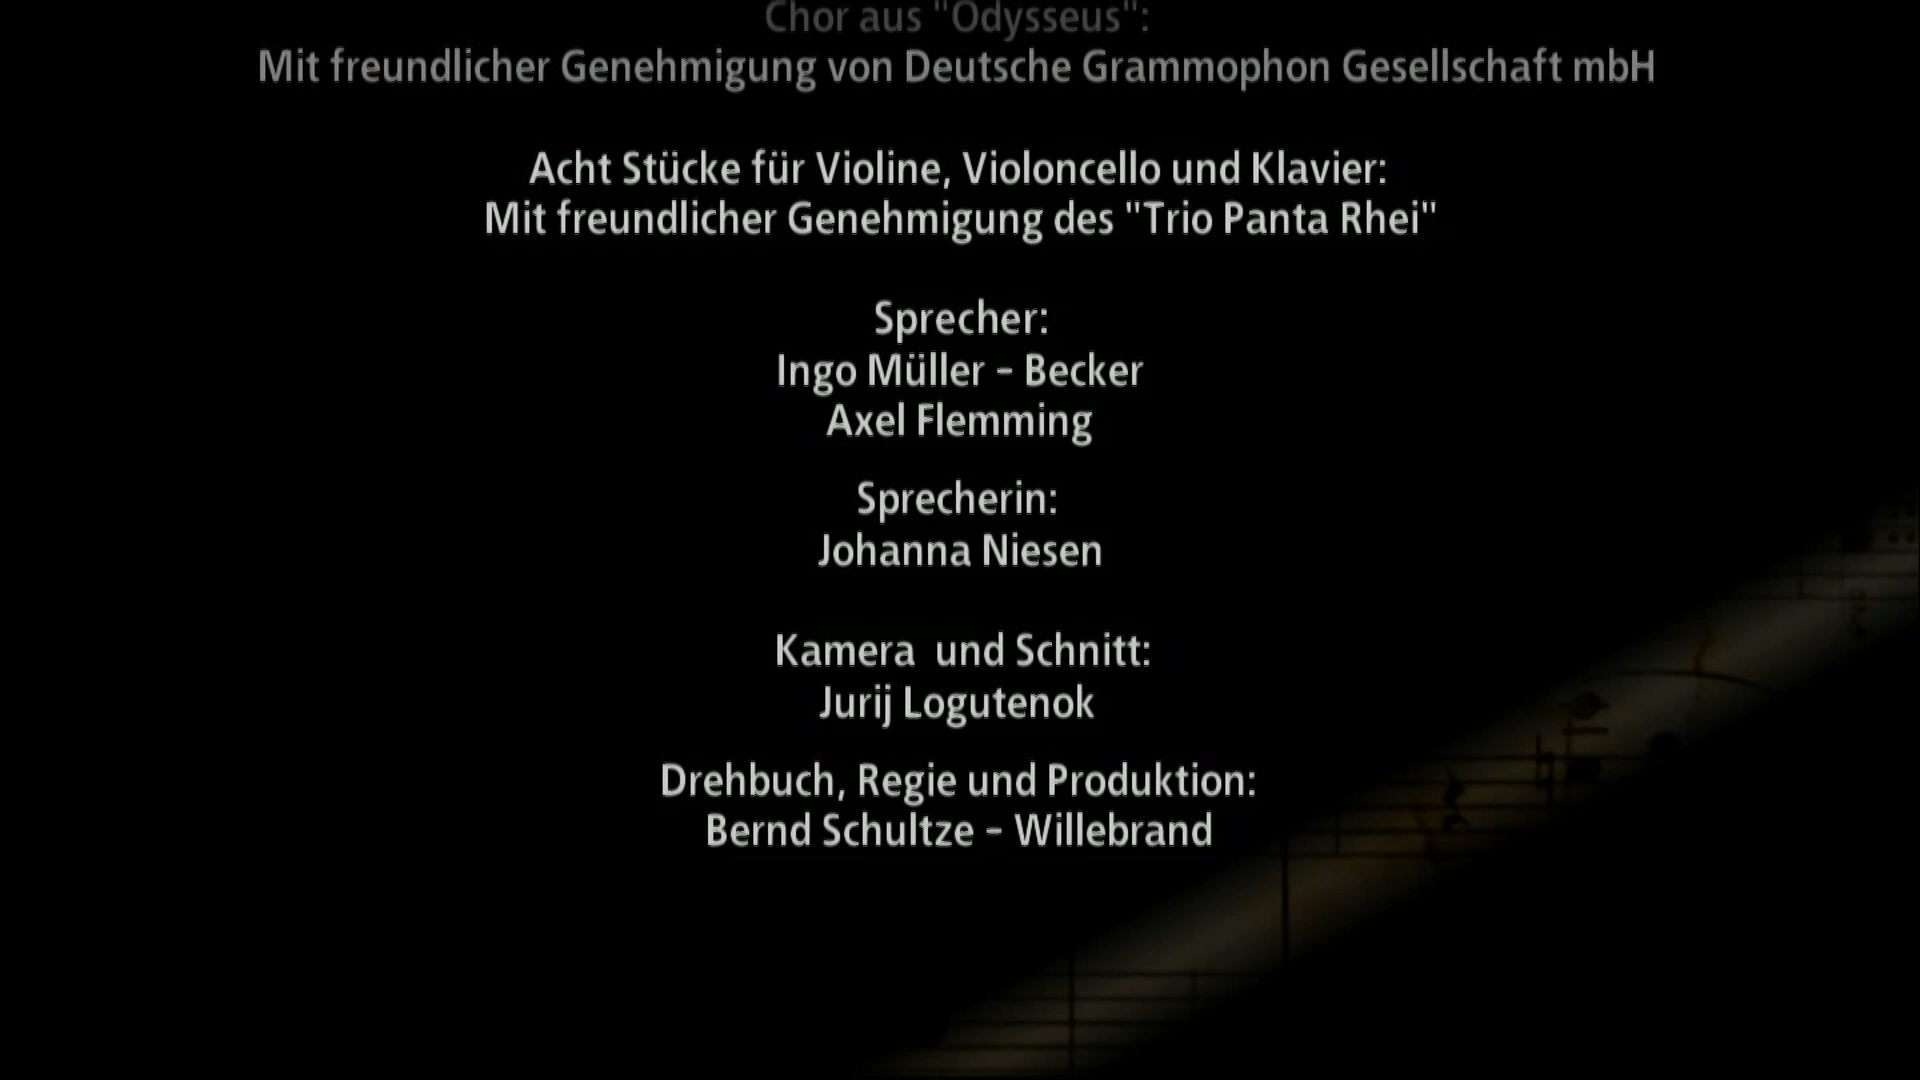 Chor aus "Odysseus":
Mit freundlicher Genehmigung von Deutsche Grammophon Gesellschaft mbH
Acht Stücke für Violine, Violoncello und Klavier:
Mit freundlicher Genehmigung des "Trio Panta Rhei"
Sprecher:
Ingo Müller - Becker
Axel Flemming
Sprecherin:
Johanna Niesen
Kamera  und Schnitt:
Jurij Logutenok
Drehbuch, Regie und Produktion:
Bernd Schultze - Willebrand